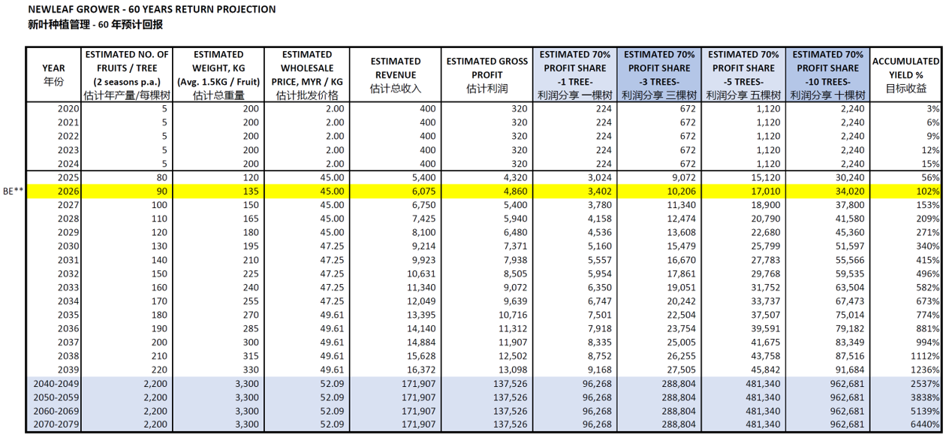 NEWLEAF GROWER - 60 YEARS RETURN PROJECTION
新叶种植管理 - 60 年预计回报
YEAR 年份 | ESTIMATED NO. OF FRUITS / TREE (2 seasons p.a.) 估计年产量/每棵树 | ESTIMATED WEIGHT, KG (Avg. 1.5KG / Fruit) 估计总重量 | ESTIMATED WHOLESALE PRICE, MYR / KG 估计批发价格 | ESTIMATED REVENUE 估计总收入 | ESTIMATED GROSS PROFIT 估计利润 | ESTIMATED 70% PROFIT SHARE -1 TREE- 利润分享 一棵树 | ESTIMATED 70% PROFIT SHARE -3 TREES- 利润分享 三棵树 | ESTIMATED 70% PROFIT SHARE -5 TREES- 利润分享 五棵树 | ESTIMATED 70% PROFIT SHARE -10 TREES- 利润分享 十棵树 | ACCUMULATED YIELD % 目标收益
2020 5 200 2.00 400 320 224 672 1,120 2,240 3%
2021 5 200 2.00 400 320 224 672 1,120 2,240 6%
2022 5 200 2.00 400 320 224 672 1,120 2,240 9%
2023 5 200 2.00 400 320 224 672 1,120 2,240 12%
2024 5 200 2.00 400 320 224 672 1,120 2,240 15%
2025 80 120 45.00 5,400 4,320 3,024 9,072 15,120 30,240 56%
BE** 2026 90 135 45.00 6,075 4,860 3,402 10,206 17,010 34,020 102%
2027 100 150 45.00 6,750 5,400 3,780 11,340 18,900 37,800 153%
2028 110 165 45.00 7,425 5,940 4,158 12,474 20,790 41,580 209%
2029 120 180 45.00 8,100 6,480 4,536 13,608 22,680 45,360 271%
2030 130 195 47.25 9,214 7,371 5,160 15,479 25,799 51,597 340%
2031 140 210 47.25 9,923 7,938 5,557 16,670 27,783 55,566 415%
2032 150 225 47.25 10,631 8,505 5,954 17,861 29,768 59,535 496%
2033 160 240 47.25 11,340 9,072 6,350 19,051 31,752 63,504 582%
2034 170 255 47.25 12,049 9,639 6,747 20,242 33,737 67,473 673%
2035 180 270 49.61 13,395 10,716 7,501 22,504 37,507 75,014 774%
2036 190 285 49.61 14,140 11,312 7,918 23,754 39,591 79,182 881%
2037 200 300 49.61 14,884 11,907 8,335 25,005 41,675 83,349 994%
2038 210 315 49.61 15,628 12,502 8,752 26,255 43,758 87,516 1112%
2039 220 330 49.61 16,372 13,098 9,168 27,505 45,842 91,684 1236%
2040-2049 2,200 3,300 52.09 171,907 137,526 96,268 288,804 481,340 962,681 2537%
2050-2059 2,200 3,300 52.09 171,907 137,526 96,268 288,804 481,340 962,681 3838%
2060-2069 2,200 3,300 52.09 171,907 137,526 96,268 288,804 481,340 962,681 5139%
2070-2079 2,200 3,300 52.09 171,907 137,526 96,268 288,804 481,340 962,681 6440%